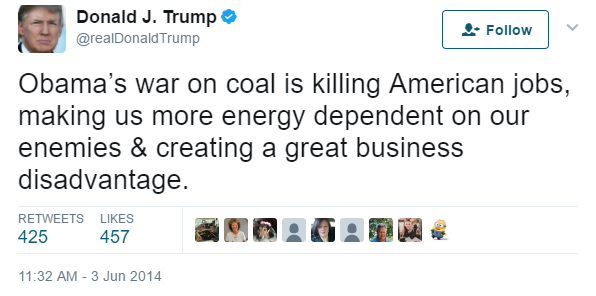 Donald J. Trump
@realDonaldTrump
Follow
Obama’s war on coal is killing American jobs,
making us more energy dependent on our
enemies & creating a great business
disadvantage.
RETWEETS LIKES
425 457
11:32 AM - 3 Jun 2014